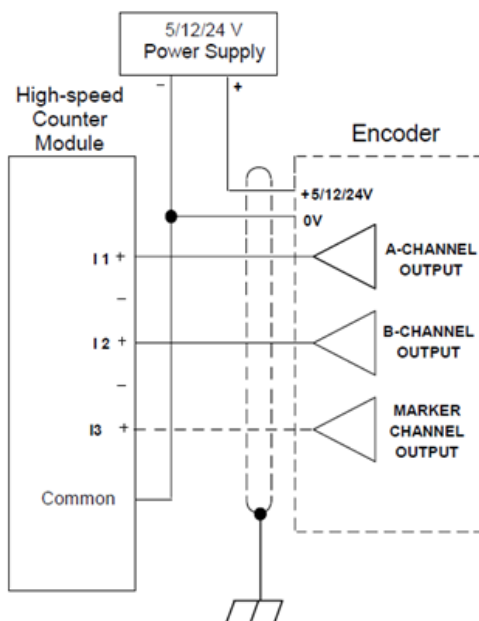 5/12/24 V
Power Supply
–
+
High-speed
Counter
Module
Encoder
+5/12/24V
0V
I1 +
A-CHANNEL
OUTPUT
–
I2 +
B-CHANNEL
OUTPUT
–
I3 +
MARKER
CHANNEL
OUTPUT
Common